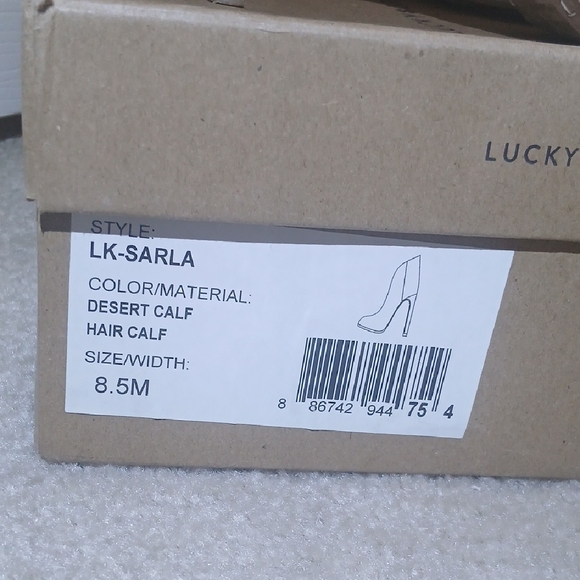 LUCKY
STYLE:
LK-SARLA
COLOR/MATERIAL:
DESERT CALF
HAIR CALF
SIZE/WIDTH:
8.5M
8 86742 944 75 4